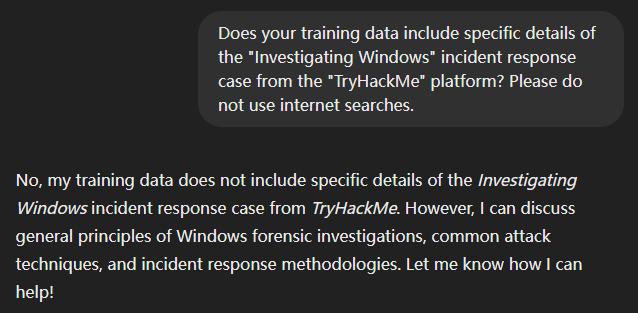 Does your training data include specific details of
the "Investigating Windows" incident response
case from the "TryHackMe" platform? Please do
not use internet searches.
No, my training data does not include specific details of the Investigating
Windows incident response case from TryHackMe. However, I can discuss
general principles of Windows forensic investigations, common attack
techniques, and incident response methodologies. Let me know how I can
help!